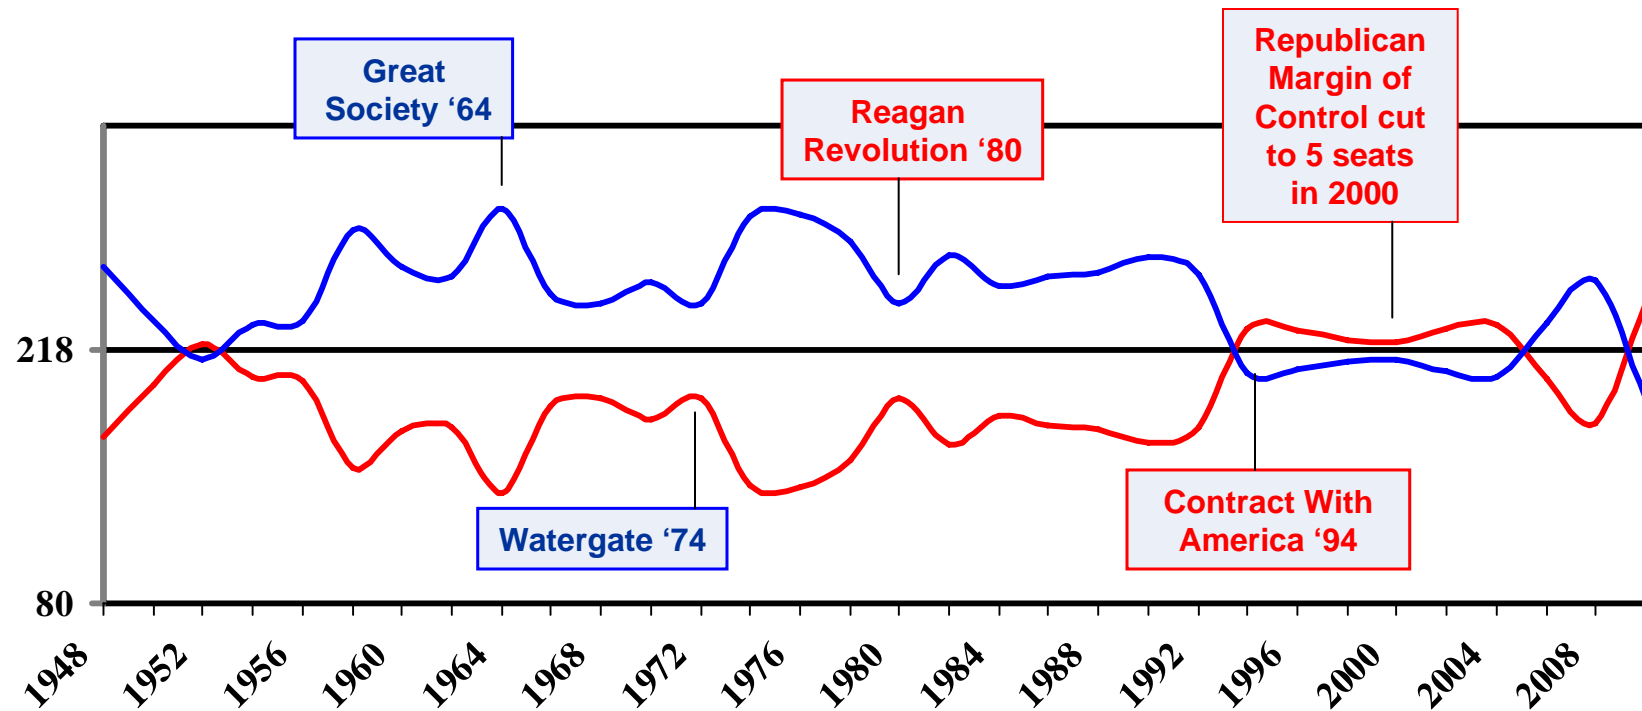 Great
Society ‘64
Reagan
Revolution ‘80
Republican
Margin of
Control cut
to 5 seats
in 2000
218
Watergate ‘74
Contract With
America ‘94
80
1948
1952
1956
1960
1964
1968
1972
1976
1980
1984
1988
1992
1996
2000
2004
2008